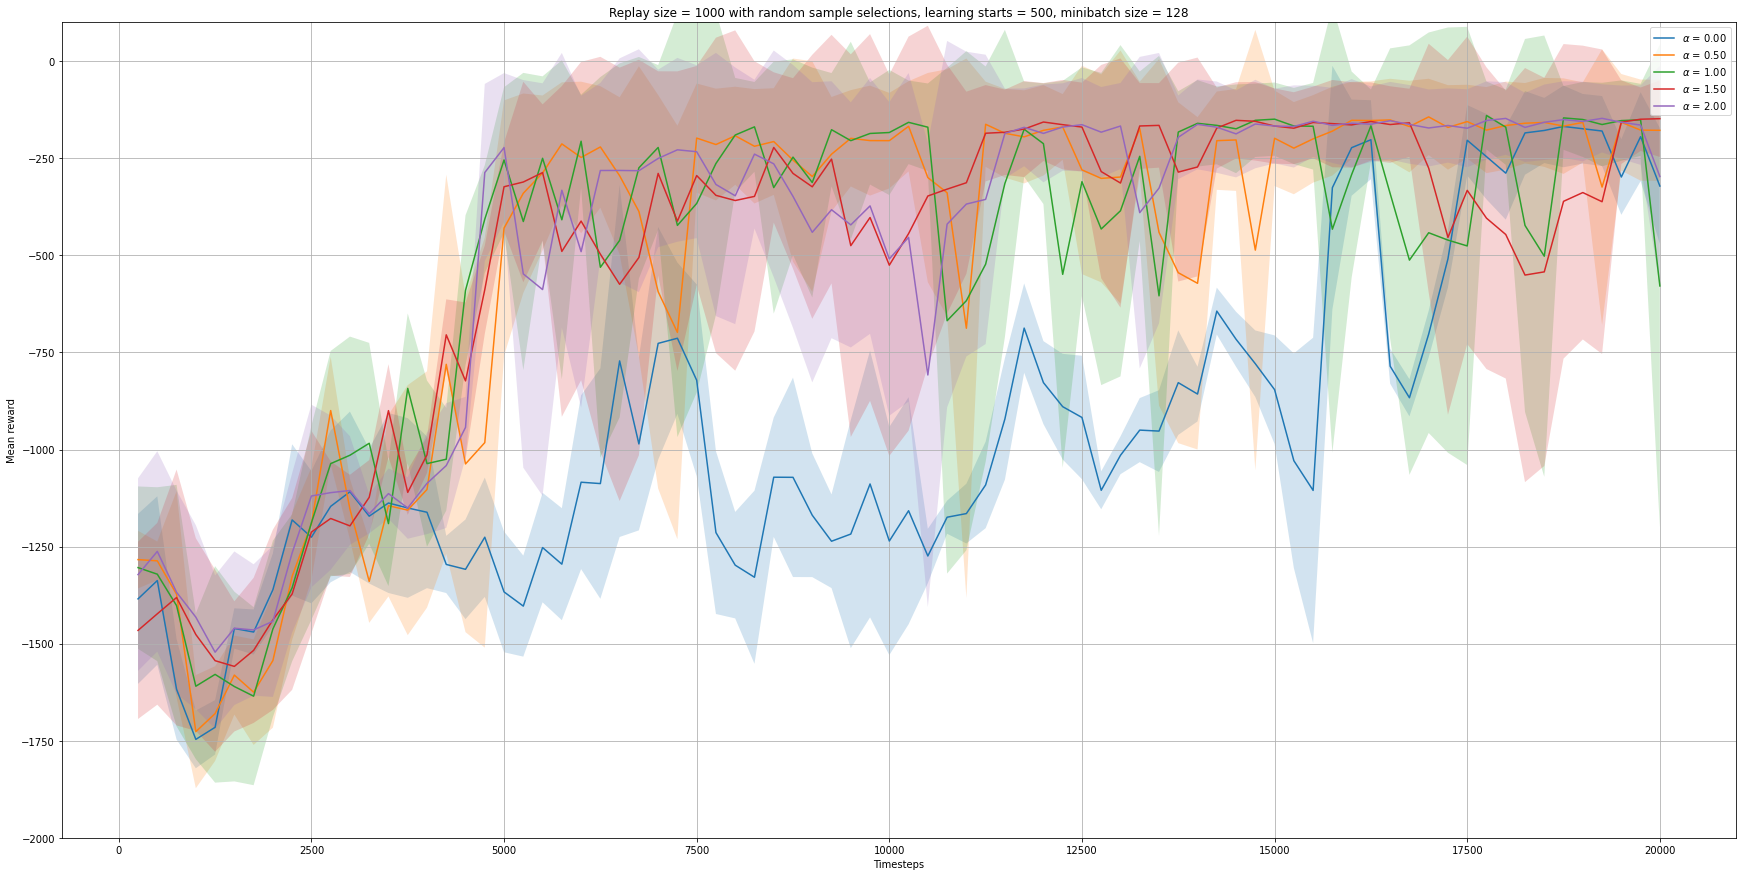 Replay size = 1000 with random sample selections, learning starts = 500, minibatch size = 128
α = 0.00
α = 0.50
α = 1.00
α = 1.50
α = 2.00
Mean reward
0
−250
−500
−750
−1000
−1250
−1500
−1750
−2000
0 2500 5000 7500 10000 12500 15000 17500 20000
Timesteps